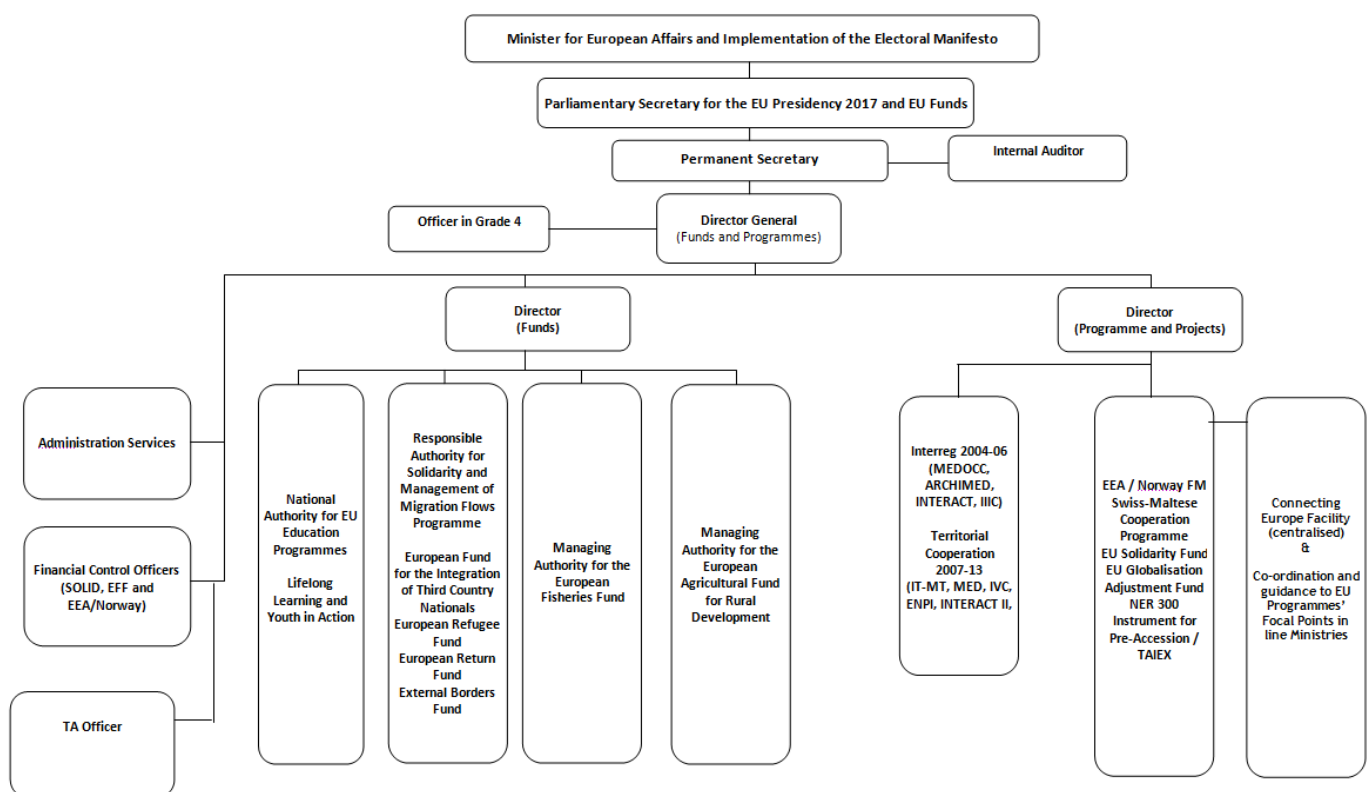 Minister for European Affairs and Implementation of the Electoral Manifesto
Parliamentary Secretary for the EU Presidency 2017 and EU Funds
Permanent Secretary
Internal Auditor
Officer in Grade 4
Director General
(Funds and Programmes)
Director
(Funds)
Director
(Programme and Projects)
Administration Services
Financial Control Officers
(SOLID, EFF and
EEA/Norway)
TA Officer
National
Authority for EU
Education
Programmes
Lifelong
Learning and
Youth in Action
Responsible
Authority for
Solidarity and
Management of
Migration Flows
Programme
European Fund
for the Integration
of Third Country
Nationals
European Refugee
Fund
European Return
Fund
External Borders
Fund
Managing
Authority for the
European
Fisheries Fund
Managing
Authority for the
European
Agricultural Fund
for Rural
Development
Interreg 2004-06
(MEDOCC,
ARCHIMED,
INTERACT, IIIC)
Territorial
Cooperation
2007-13
(IT-MT, MED, IVC,
ENPI, INTERACT II,
EEA / Norway FM
Swiss-Maltese
Cooperation
Programme
EU Solidarity Fund
EU Globalisation
Adjustment Fund
NER 300
Instrument for
Pre-Accession /
TAIEX
Connecting
Europe Facility
(centralised)
&
Co-ordination and
guidance to EU
Programmes'
Focal Points in
line Ministries